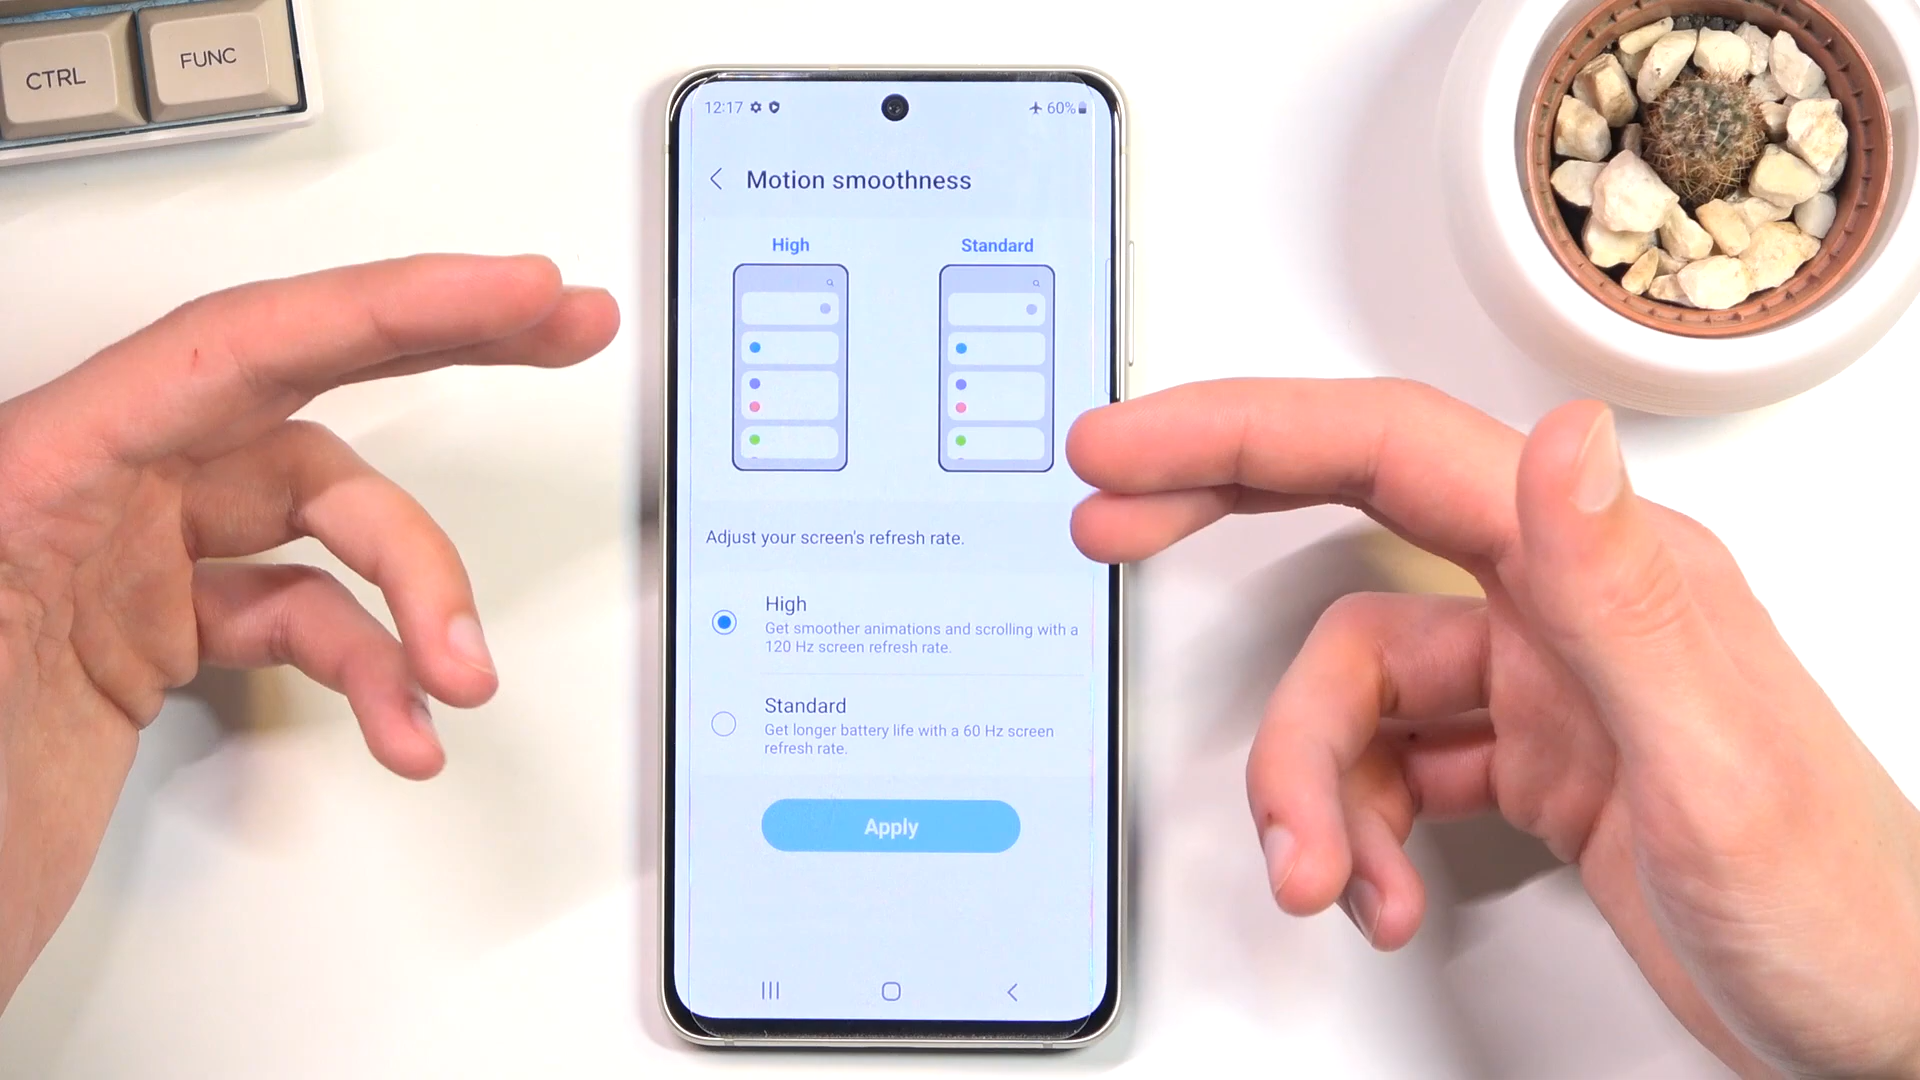 CTRL
FUNC
12:17
60%
Motion smoothness
High
Standard
Adjust your screen's refresh rate.
High
Get smoother animations and scrolling with a
120 Hz screen refresh rate.
Standard
Get longer battery life with a 60 Hz screen
refresh rate.
Apply